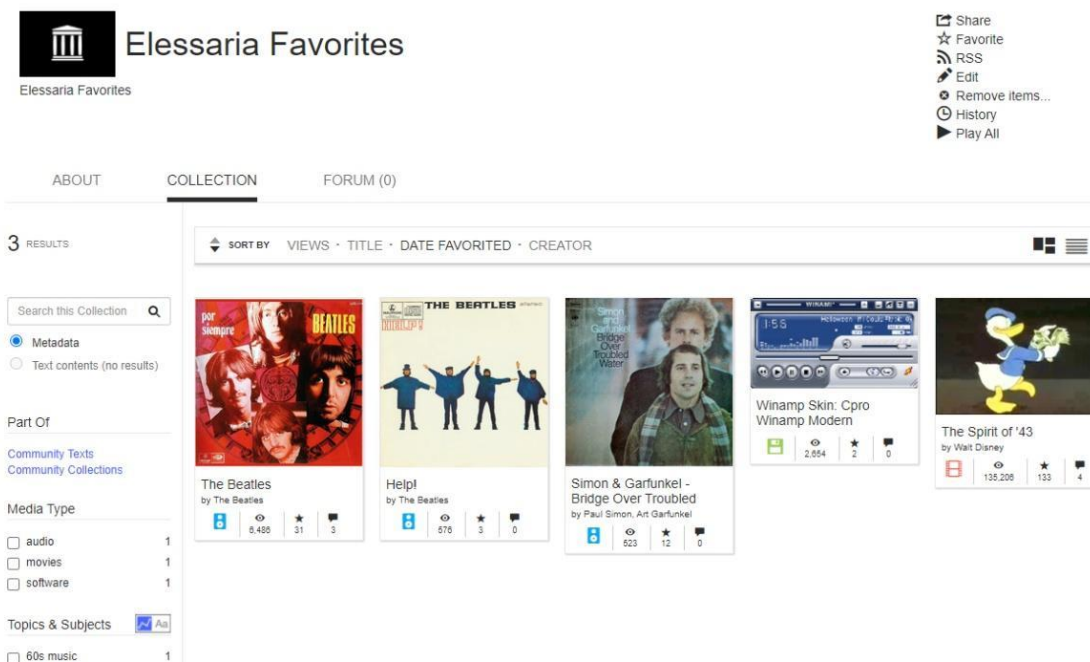 Elessaria Favorites
Elessaria Favorites
Share
Favorite
RSS
Edit
Remove items...
History
Play All
ABOUT
COLLECTION
FORUM (0)
3 RESULTS
SORT BY VIEWS · TITLE · DATE FAVORITED · CREATOR
Search this Collection
Metadata
Text contents (no results)
Part Of
Community Texts
Community Collections
Media Type
audio 1
movies 1
software 1
Topics & Subjects
Aa
60s music 1
por
siempre
BEATLES
The Beatles
by The Beatles
6,486 31 3
THE BEATLES
HELP!
Help!
by The Beatles
576 3 0
Simon
and
Garfunkel
Bridge
Over
Troubled
Water
Simon & Garfunkel -
Bridge Over Troubled
by Paul Simon, Art Garfunkel
523 12 0
WINAMP
1:56
Winamp Skin: Cpro
Winamp Modern
2,664 2 0
The Spirit of '43
by Walt Disney
135,206 133 4